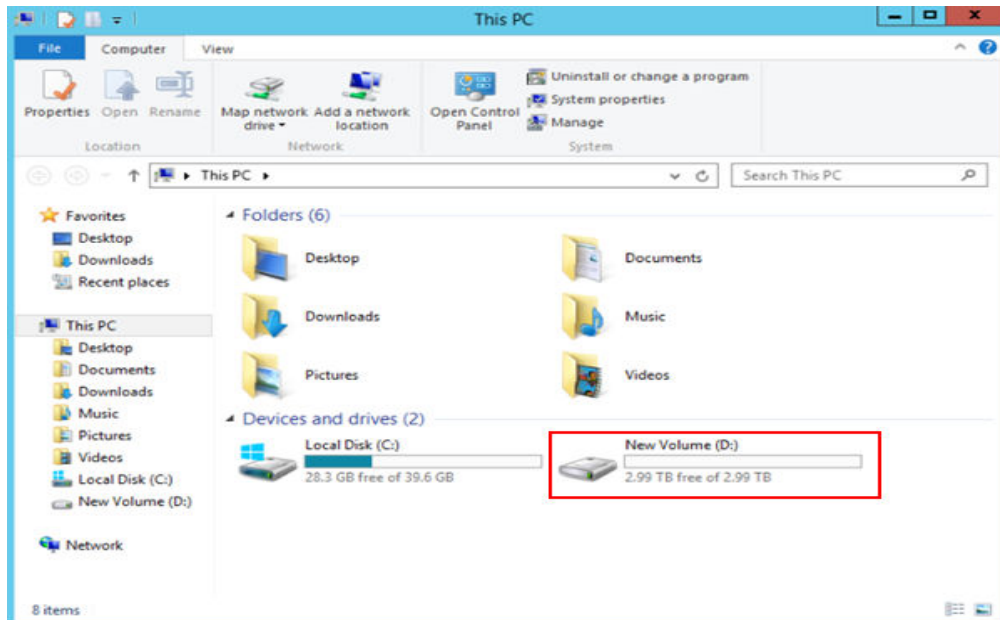 This PC
File Computer View
Properties Open Rename
Location
Map network drive
Add a network location
Network
Open Control Panel
Uninstall or change a program
System properties
Manage
System
This PC
Search This PC
Favorites
Desktop
Downloads
Recent places
This PC
Desktop
Documents
Downloads
Music
Pictures
Videos
Local Disk (C:)
New Volume (D:)
Network
Folders (6)
Desktop
Documents
Downloads
Music
Pictures
Videos
Devices and drives (2)
Local Disk (C:)
28.3 GB free of 39.6 GB
New Volume (D:)
2.99 TB free of 2.99 TB
8 items